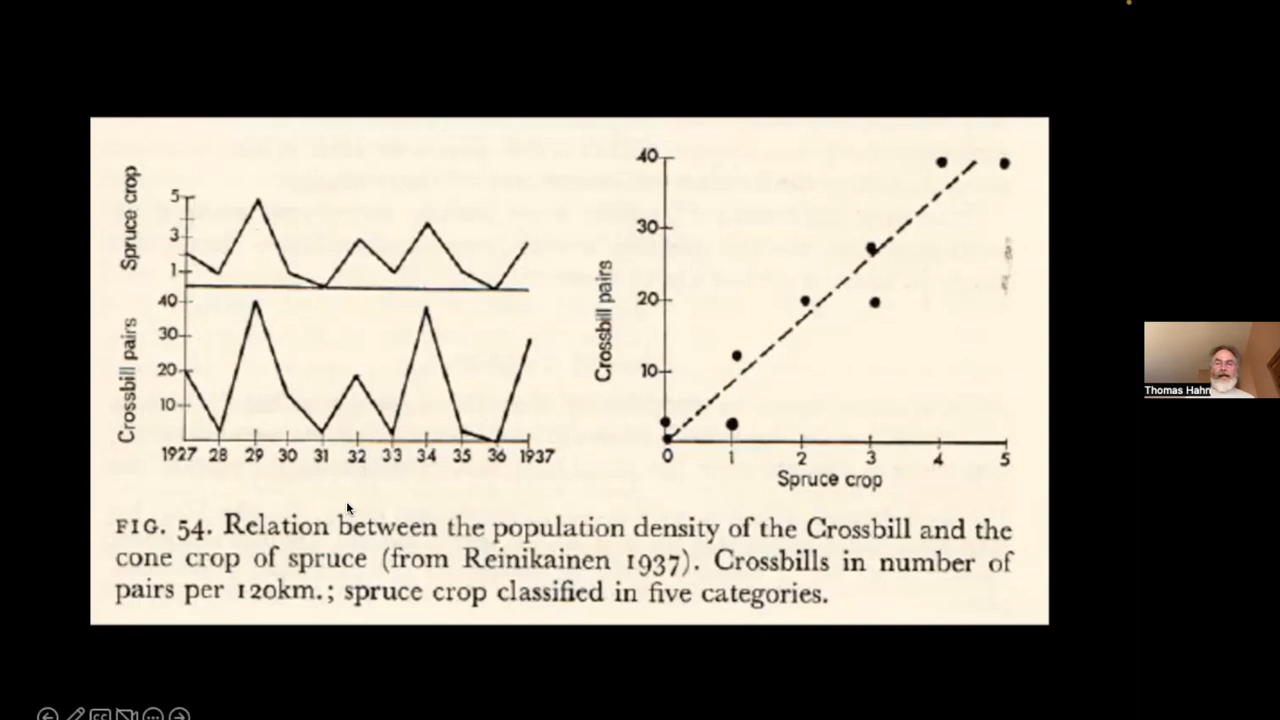 Spruce crop
5
3
1
Crossbill pairs
40
30
20
10
1927 28 29 30 31 32 33 34 35 36 1937
Crossbill pairs
40
30
20
10
0 1 2 3 4 5
Spruce crop
FIG. 54. Relation between the population density of the Crossbill and the
cone crop of spruce (from Reinikainen 1937). Crossbills in number of
pairs per 120km.; spruce crop classified in five categories.
Thomas Hahn
CC